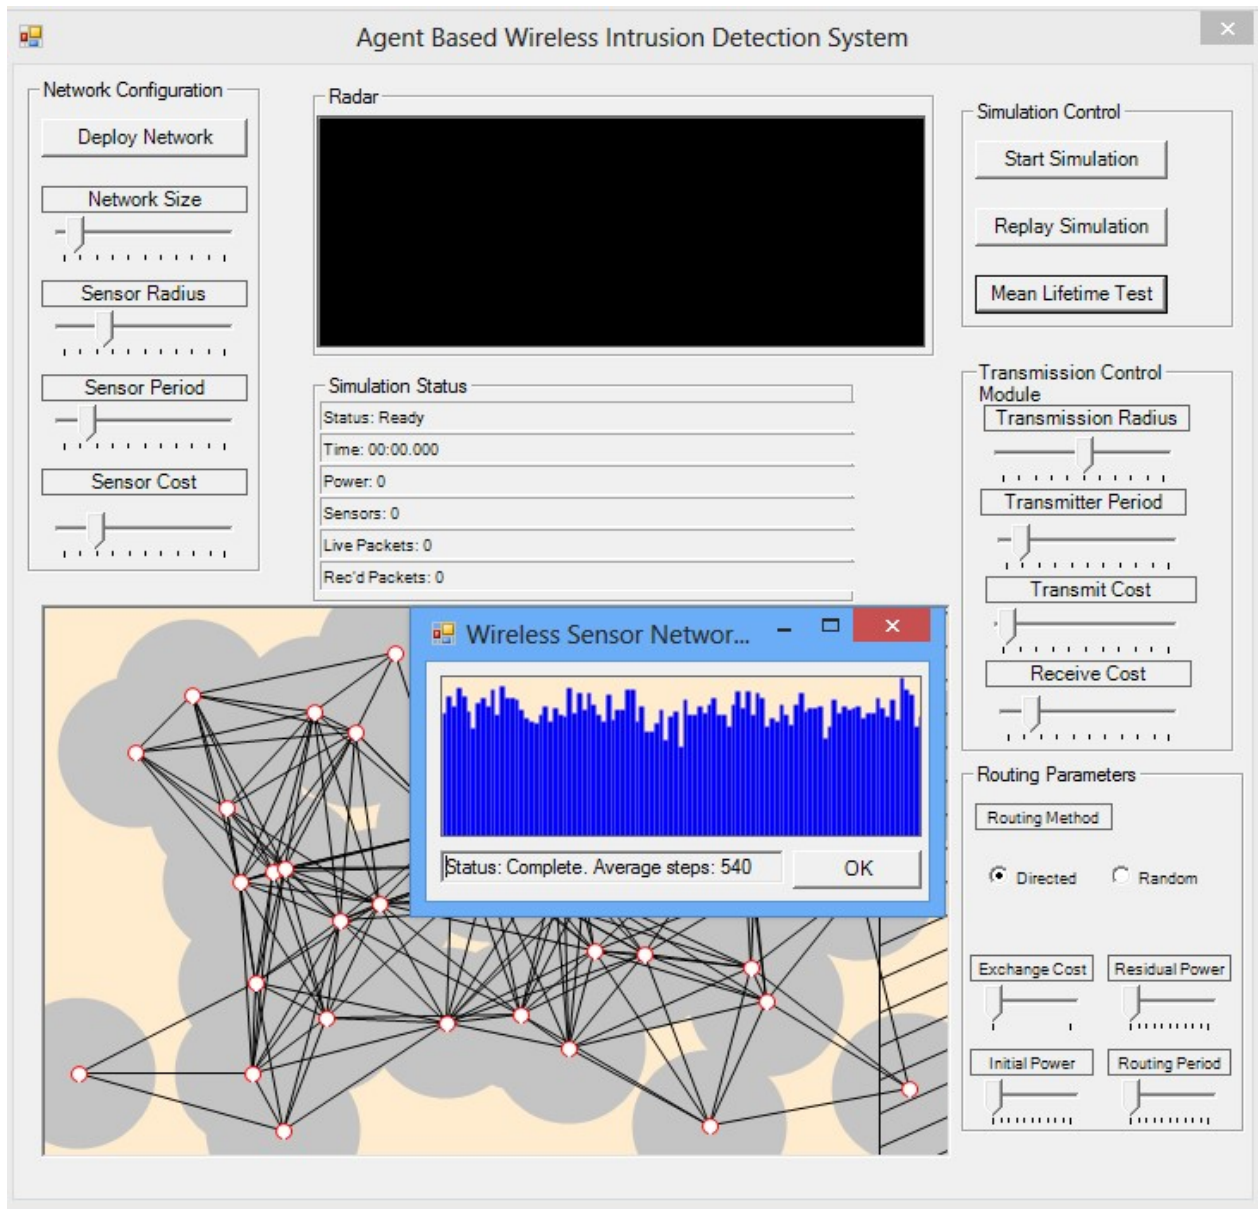 Agent Based Wireless Intrusion Detection System
Network Configuration
Deploy Network
Network Size
Sensor Radius
Sensor Period
Sensor Cost
Radar
Simulation Status
Status: Ready
Time: 00:00.000
Power: 0
Sensors: 0
Live Packets: 0
Rec'd Packets: 0
Simulation Control
Start Simulation
Replay Simulation
Mean Lifetime Test
Transmission Control
Module
Transmission Radius
Transmitter Period
Transmit Cost
Receive Cost
Wireless Sensor Networ...
Status: Complete. Average steps: 540
OK
Routing Parameters
Routing Method
Directed
Random
Exchange Cost
Residual Power
Initial Power
Routing Period